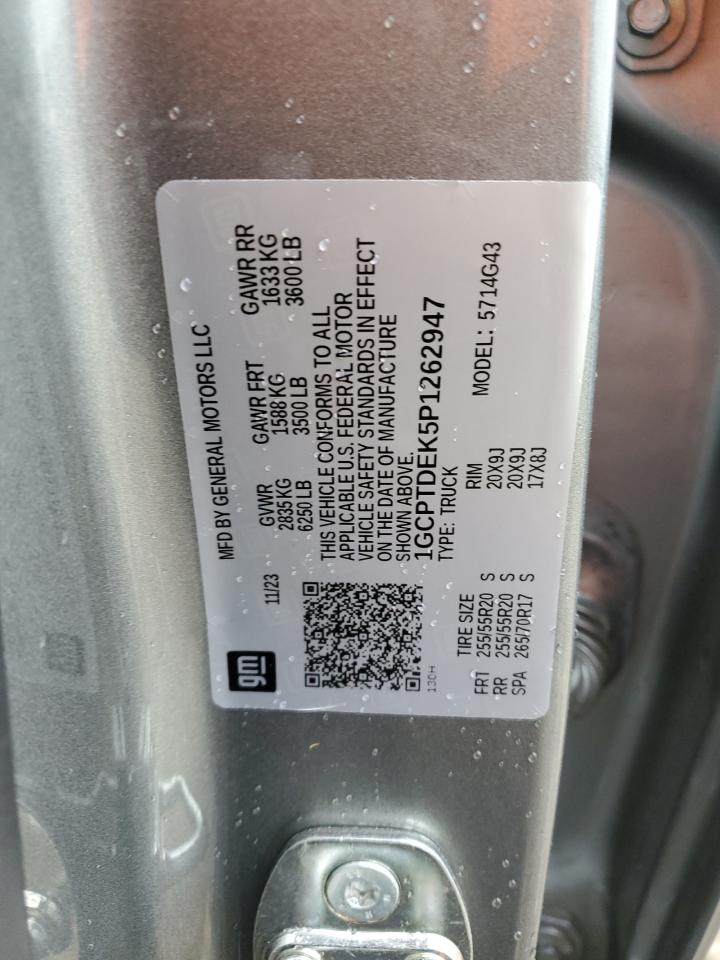 MFD BY GENERAL MOTORS LLC
gm
11/23
GVWR GAWR FRT GAWR RR
2835 KG 1588 KG 1633 KG
6250 LB 3500 LB 3600 LB
THIS VEHICLE CONFORMS TO ALL
APPLICABLE U.S. FEDERAL MOTOR
VEHICLE SAFETY STANDARDS IN EFFECT
ON THE DATE OF MANUFACTURE
SHOWN ABOVE.
1GCPTDEK5P1262947
TYPE: TRUCK
130H
MODEL: 5714G43
TIRE SIZE RIM
FRT 255/55R20 S 20X9J
RR 255/55R20 S 20X9J
SPA 265/70R17 S 17X8J